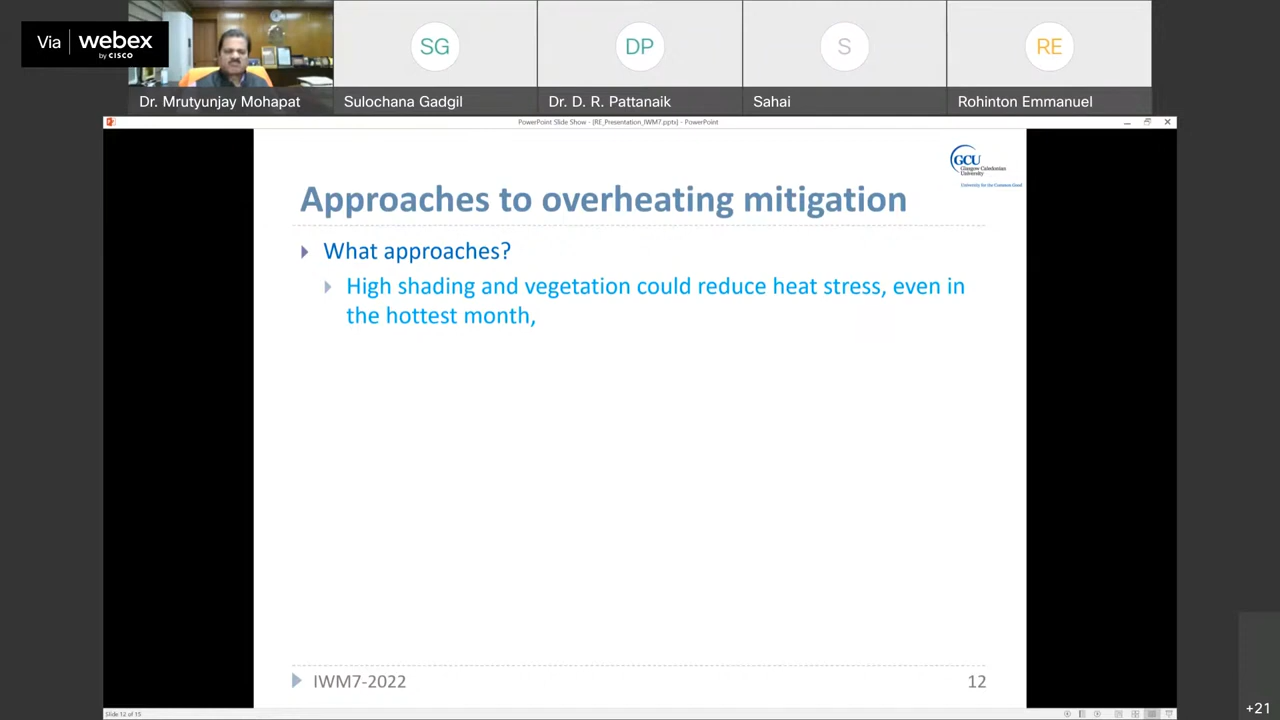 Via webex
by CISCO
SG
DP
S
RE
Dr. Mrutyunjay Mohapat
Sulochana Gadgil
Dr. D. R. Pattanaik
Sahai
Rohinton Emmanuel
PowerPoint Slide Show - [RE_Presentation_IWM7.pptx] - PowerPoint
GCU
Glasgow Caledonian
University
University for the Common Good
Approaches to overheating mitigation
What approaches?
High shading and vegetation could reduce heat stress, even in
the hottest month,
IWM7-2022
12
Slide 12 of 15
+21